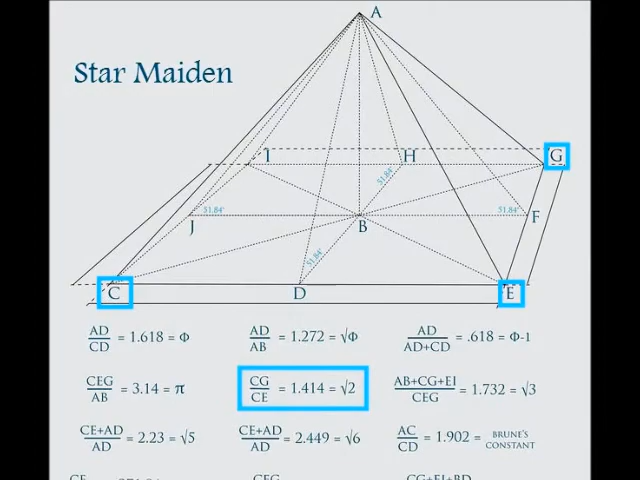 A
Star Maiden
I H G
51.84°
51.84° 51.84°
J B F
51.84°
C D E
AD/CD = 1.618 = Φ AD/AB = 1.272 = √Φ AD/AD+CD = .618 = Φ-1
CEG/AB = 3.14 = π CG/CE = 1.414 = √2 AB+CG+EI/CEG = 1.732 = √3
CE+AD/AD = 2.23 = √5 CE+AD/AD = 2.449 = √6 AC/CD = 1.902 = BRUNE'S CONSTANT